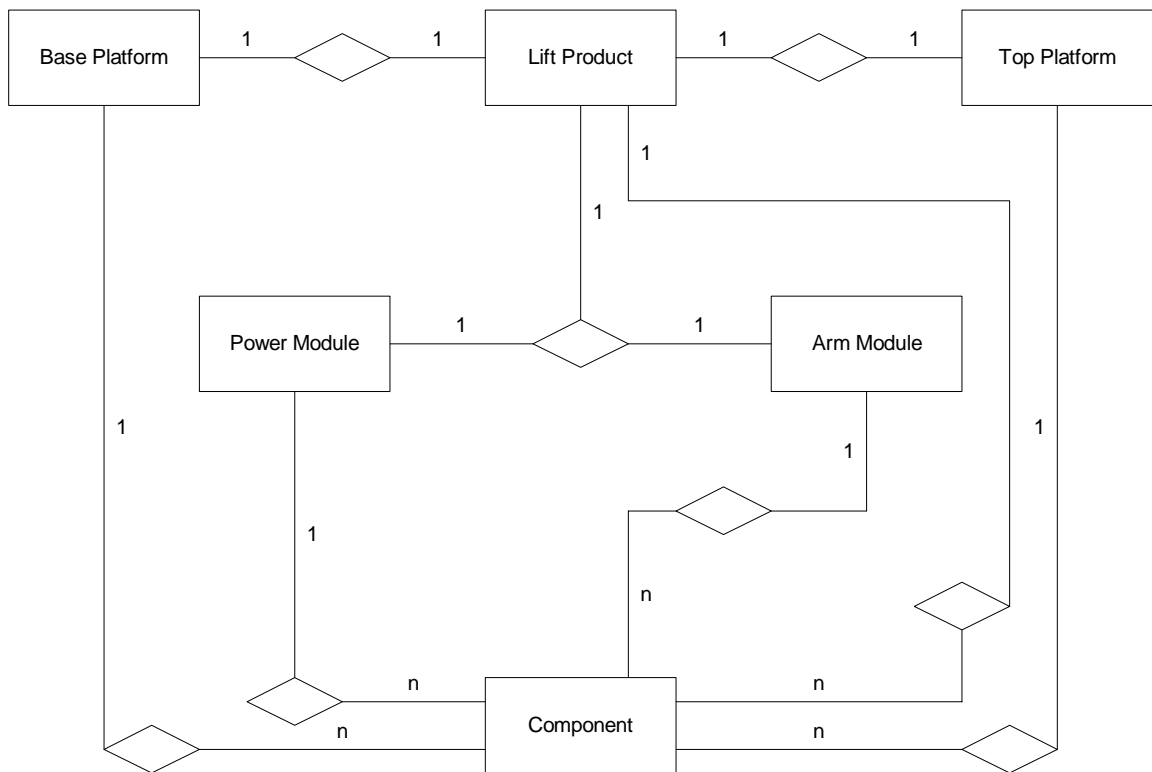 Base Platform
1
1
Lift Product
1
1
Top Platform
1
1
Power Module
1
1
Arm Module
1
1
1
1
n
n
n
n
n
Component